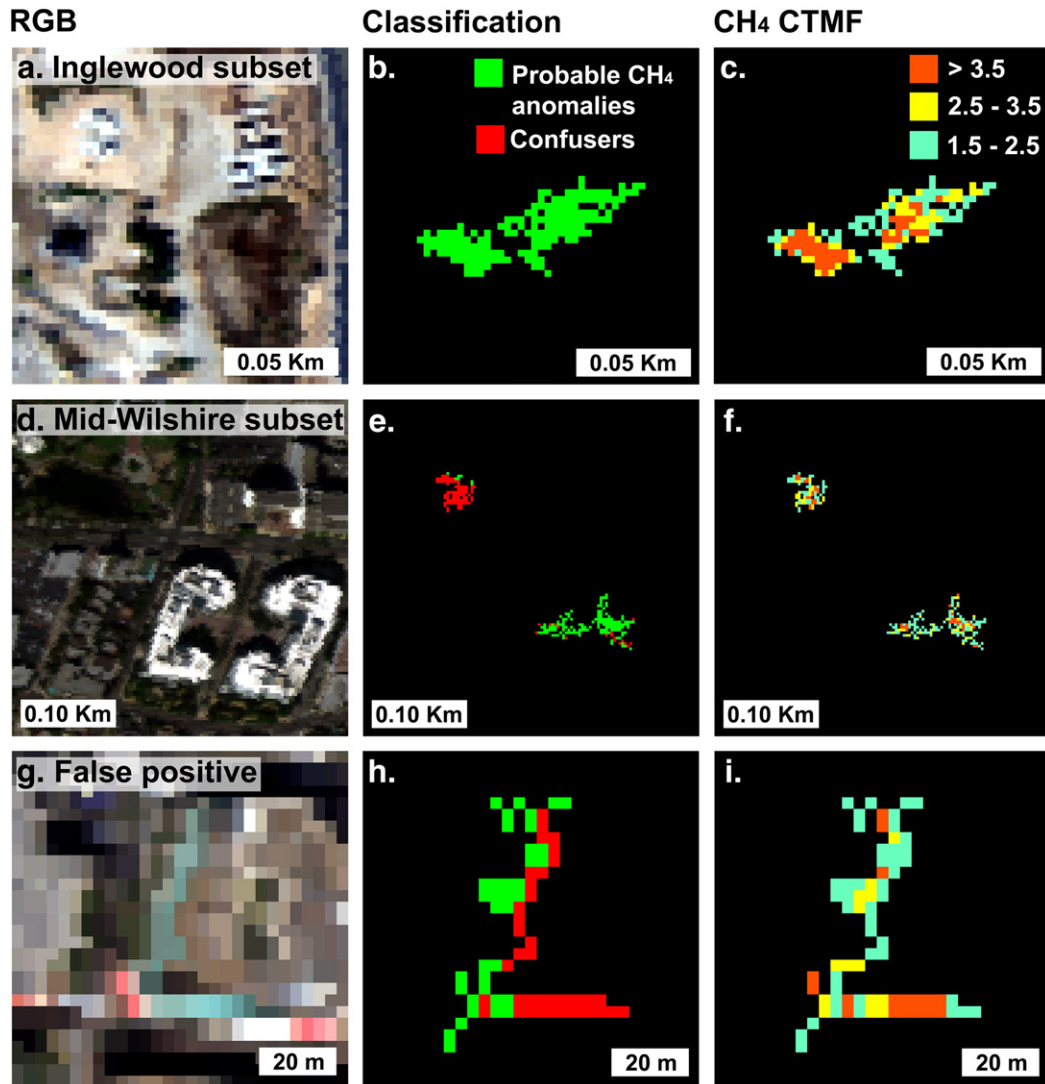 RGB
Classification
CH₄ CTMF
a. Inglewood subset
b.
Probable CH₄
anomalies
Confusers
c.
> 3.5
2.5 - 3.5
1.5 - 2.5
0.05 Km
0.05 Km
0.05 Km
d. Mid-Wilshire subset
e.
f.
0.10 Km
0.10 Km
0.10 Km
g. False positive
h.
i.
20 m
20 m
20 m